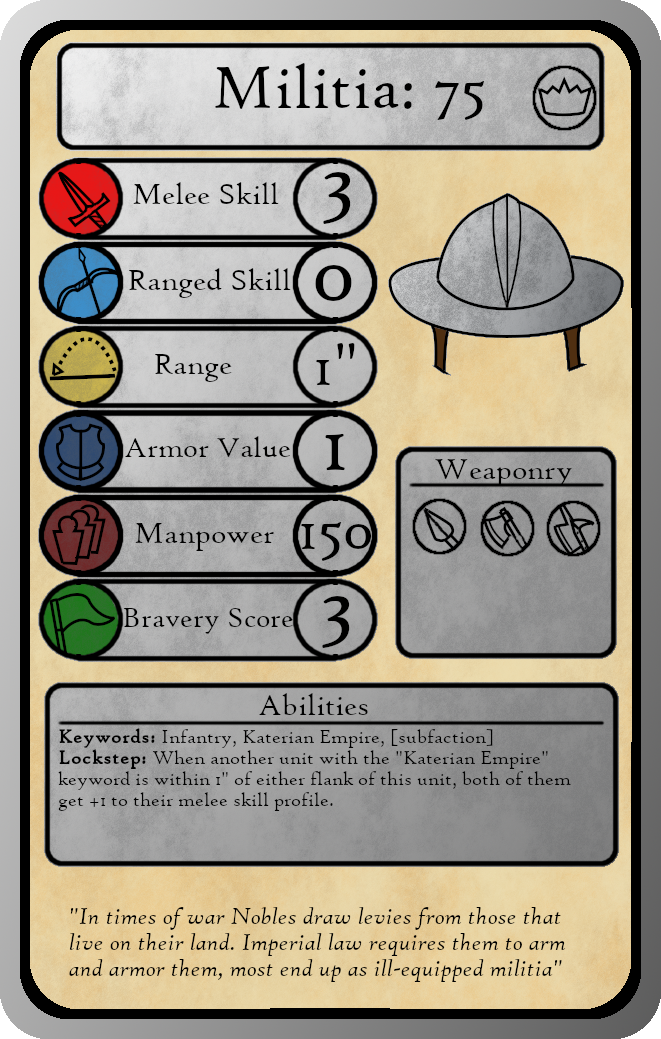 Militia: 75
Melee Skill 3
Ranged Skill 0
Range 1"
Armor Value 1
Manpower 150
Bravery Score 3
Weaponry
Abilities
Keywords: Infantry, Katerian Empire, [subfaction]
Lockstep: When another unit with the "Katerian Empire"
keyword is within 1" of either flank of this unit, both of them
get +1 to their melee skill profile.
"In times of war Nobles draw levies from those that
live on their land. Imperial law requires them to arm
and armor them, most end up as ill-equipped militia"